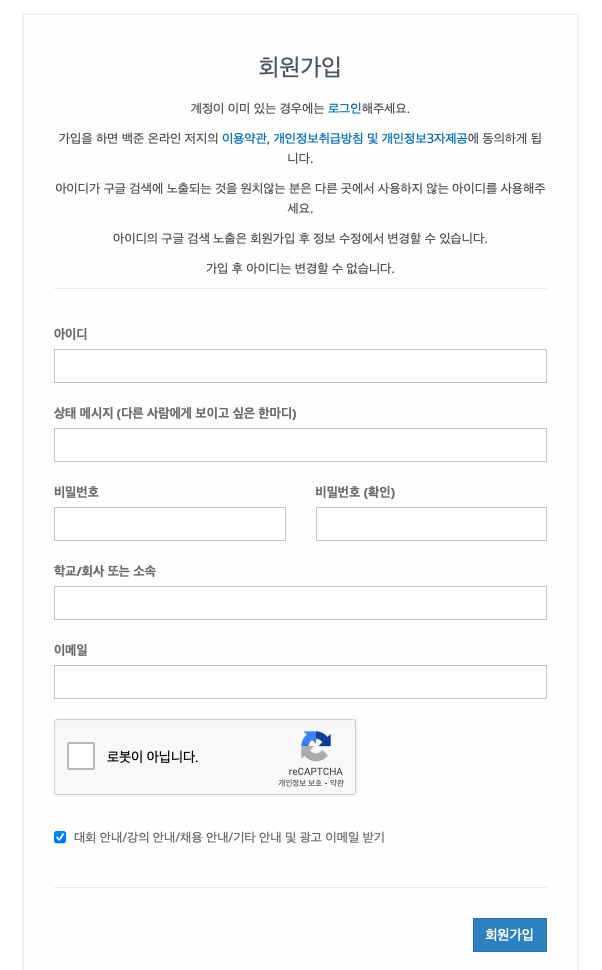 회원가입
계정이 이미 있는 경우에는 로그인해주세요.
가입을 하면 백준 온라인 저지의 이용약관, 개인정보취급방침 및 개인정보3자제공에 동의하게 됩
니다.
아이디가 구글 검색에 노출되는 것을 원치않는 분은 다른 곳에서 사용하지 않는 아이디를 사용해주
세요.
아이디의 구글 검색 노출은 회원가입 후 정보 수정에서 변경할 수 있습니다.
가입 후 아이디는 변경할 수 없습니다.
아이디
상태 메시지 (다른 사람에게 보이고 싶은 한마디)
비밀번호 비밀번호 (확인)
학교/회사 또는 소속
이메일
로봇이 아닙니다.
reCAPTCHA
개인정보 보호 - 약관
대회 안내/강의 안내/채용 안내/기타 안내 및 광고 이메일 받기
회원가입